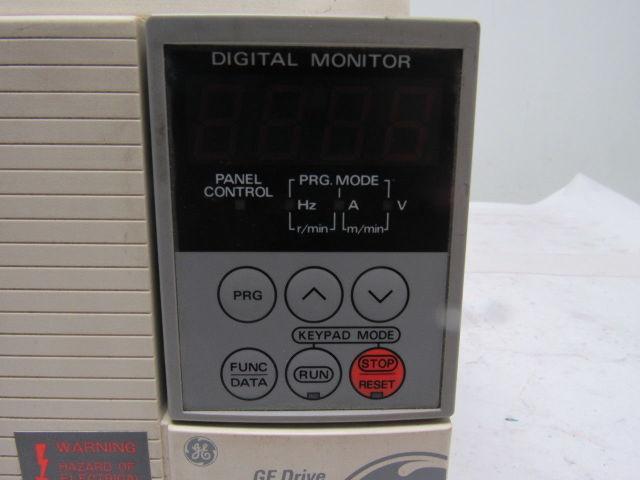 DIGITAL MONITOR
PANEL CONTROL
PRG. MODE
Hz A V
r/min m/min
PRG
KEYPAD MODE
FUNC DATA
RUN
STOP RESET
WARNING
HAZARD OF
GE
GE Drive